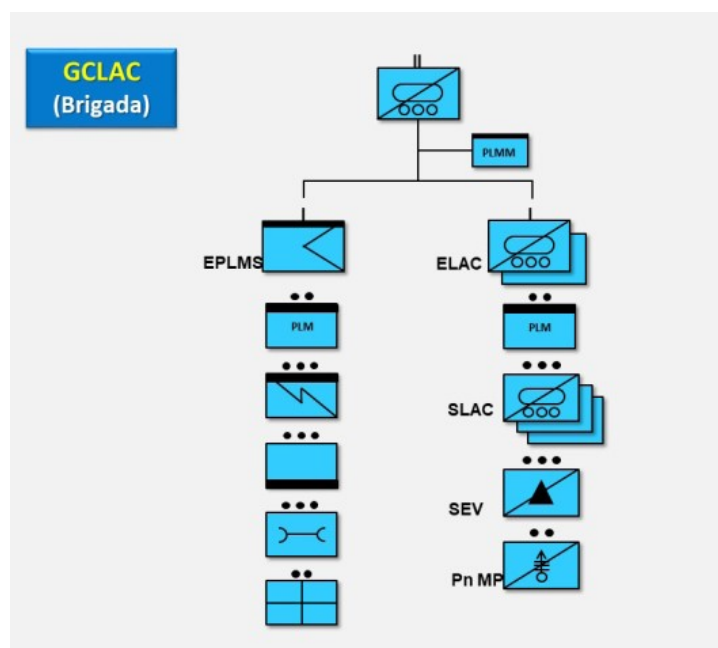 GCLAC
(Brigada)
PLMM
EPLMS
ELAC
PLM
PLM
SLAC
SEV
Pn MP